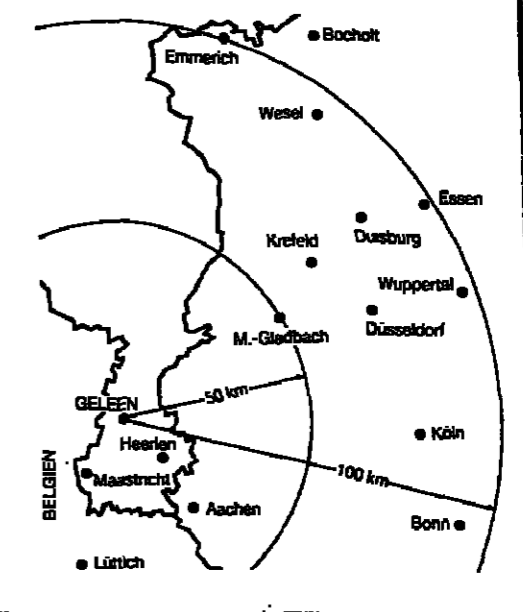 Bocholt
Emmerich
Wesel
Essen
Duisburg
Krefeld
Wuppertal
Düsseldorf
M.-Gladbach
50 km
GELEEN
Köln
Heerlen
BELGIEN
Maastricht
100 km
Aachen
Bonn
Lüttich